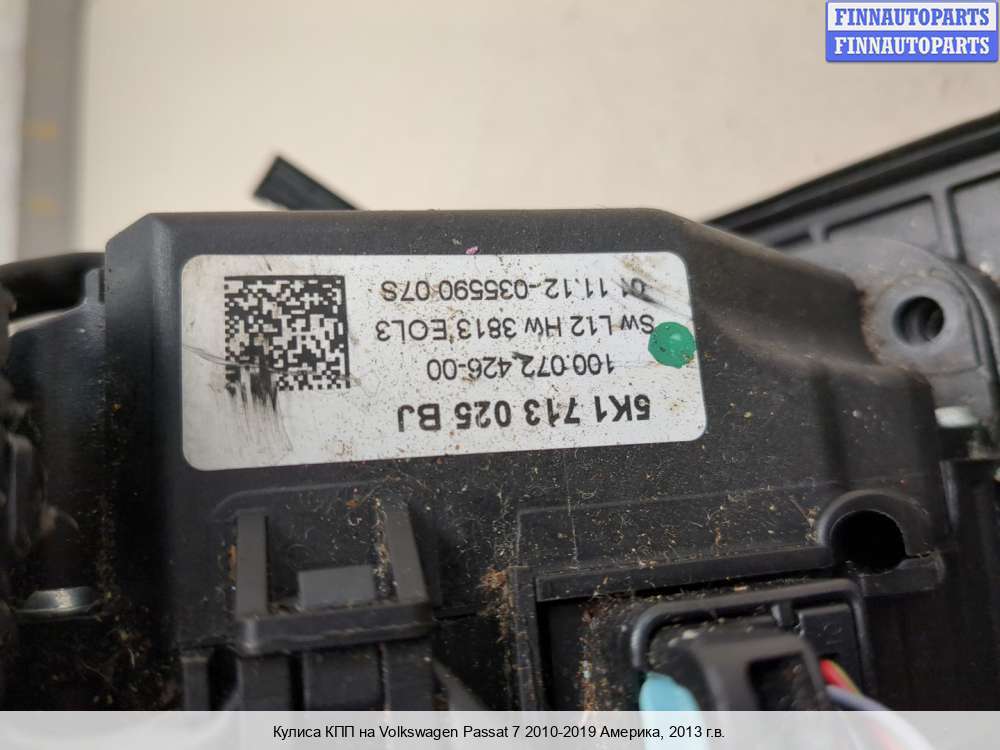 FINNAUTOPARTS
FINNAUTOPARTS
5K1 713 025 BJ
100.072 426-00
Sw L12 Hw 3813 EOL3
01.11.12-035590 07S
Кулиса КПП на Volkswagen Passat 7 2010-2019 Америка, 2013 г.в.